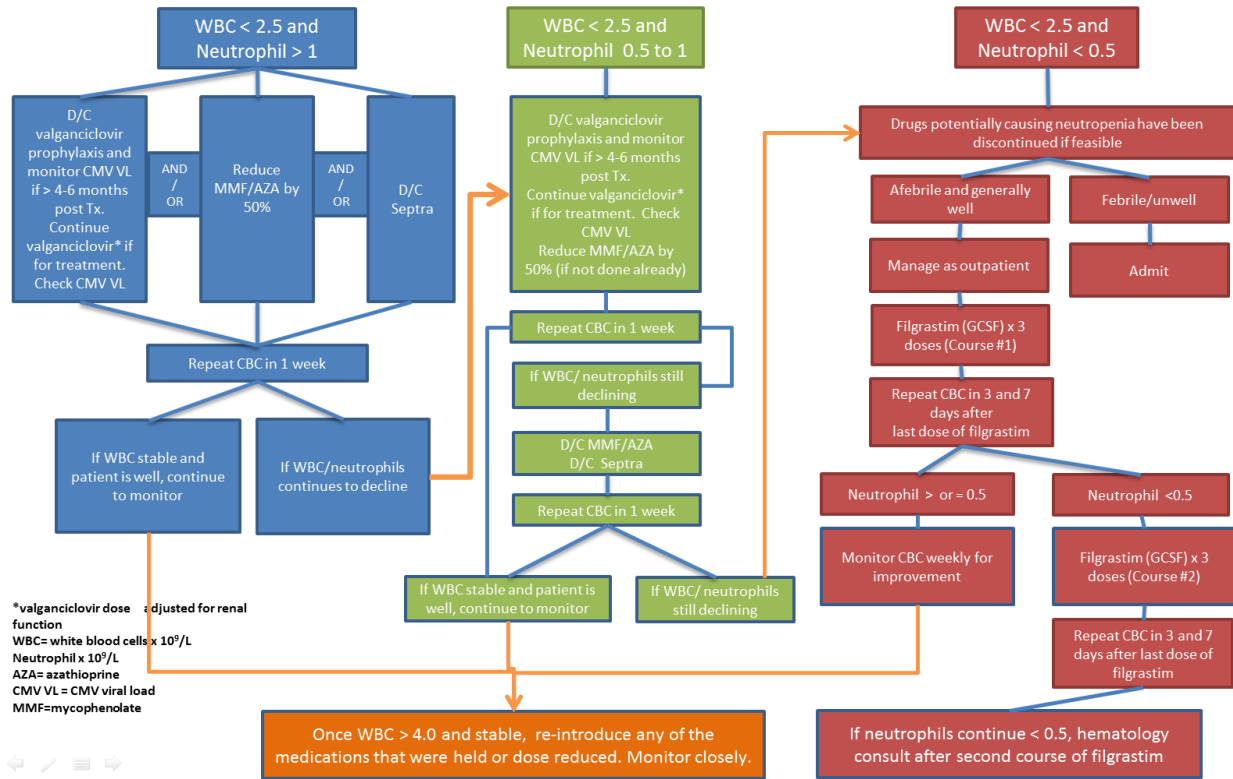 WBC < 2.5 and
Neutrophil > 1
D/C
valganciclovir
prophylaxis and
monitor CMV VL
if > 4-6 months
post Tx.
Continue
valganciclovir* if
for treatment.
Check CMV VL
AND
/
OR
Reduce
MMF/AZA by
50%
AND
/
OR
D/C
Septra
Repeat CBC in 1 week
If WBC stable and
patient is well, continue
to monitor
If WBC/neutrophils
continues to decline
WBC < 2.5 and
Neutrophil 0.5 to 1
D/C valganciclovir
prophylaxis and monitor
CMV VL if > 4-6 months
post Tx.
Continue valganciclovir*
if for treatment. Check
CMV VL
Reduce MMF/AZA by
50% (if not done already)
Repeat CBC in 1 week
If WBC/ neutrophils still
declining
D/C MMF/AZA
D/C Septra
Repeat CBC in 1 week
If WBC stable and patient is
well, continue to monitor
If WBC/ neutrophils
still declining
WBC < 2.5 and
Neutrophil < 0.5
Drugs potentially causing neutropenia have been
discontinued if feasible
Afebrile and generally
well
Febrile/unwell
Manage as outpatient
Admit
Filgrastim (GCSF) x 3
doses (Course #1)
Repeat CBC in 3 and 7
days after
last dose of filgrastim
Neutrophil > or = 0.5
Neutrophil <0.5
Monitor CBC weekly for
improvement
Filgrastim (GCSF) x 3
doses (Course #2)
Repeat CBC in 3 and 7
days after last dose of
filgrastim
If neutrophils continue < 0.5, hematology
consult after second course of filgrastim
Once WBC > 4.0 and stable, re-introduce any of the
medications that were held or dose reduced. Monitor closely.
*valganciclovir dose adjusted for renal
function
WBC= white blood cells x 10⁹/L
Neutrophil x 10⁹/L
AZA= azathioprine
CMV VL = CMV viral load
MMF=mycophenolate